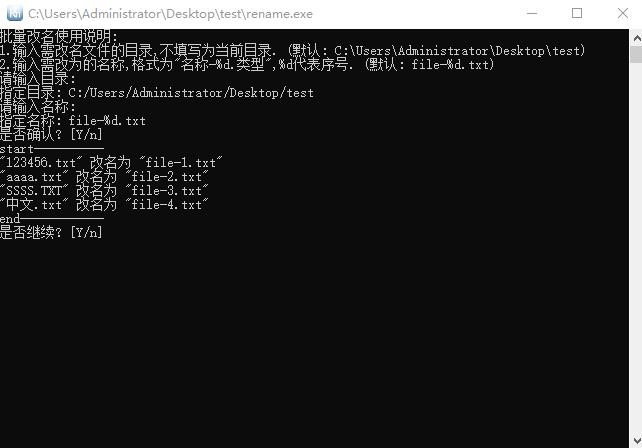 C:\Users\Administrator\Desktop\test\rename.exe
批量改名使用说明:
1.输入需改名文件的目录,不填写为当前目录. (默认: C:\Users\Administrator\Desktop\test)
2.输入需改为的名称,格式为"名称-%d.类型",%d代表序号. (默认: file-%d.txt)
请输入目录:
指定目录: C:/Users/Administrator/Desktop/test
请输入名称:
指定名称: file-%d.txt
是否确认? [Y/n]
start----------
"123456.txt" 改名为 "file-1.txt"
"aaaa.txt" 改名为 "file-2.txt"
"SSSS.TXT" 改名为 "file-3.txt"
"中文.txt" 改名为 "file-4.txt"
end------------
是否继续? [Y/n]